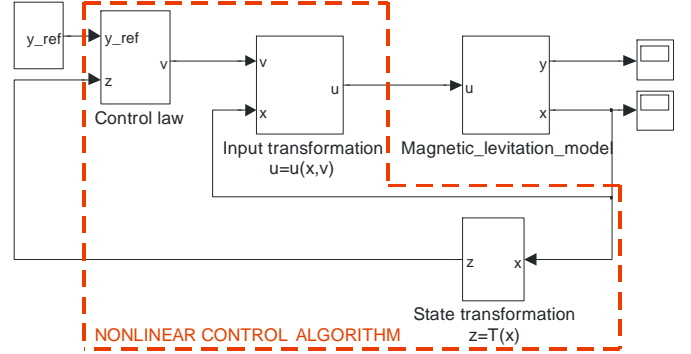 y_ref
y_ref
z
v
Control law
v
x
u
Input transformation
u=u(x,v)
u
y
x
Magnetic_levitation_model
z
x
State transformation
z=T(x)
NONLINEAR CONTROL ALGORITHM